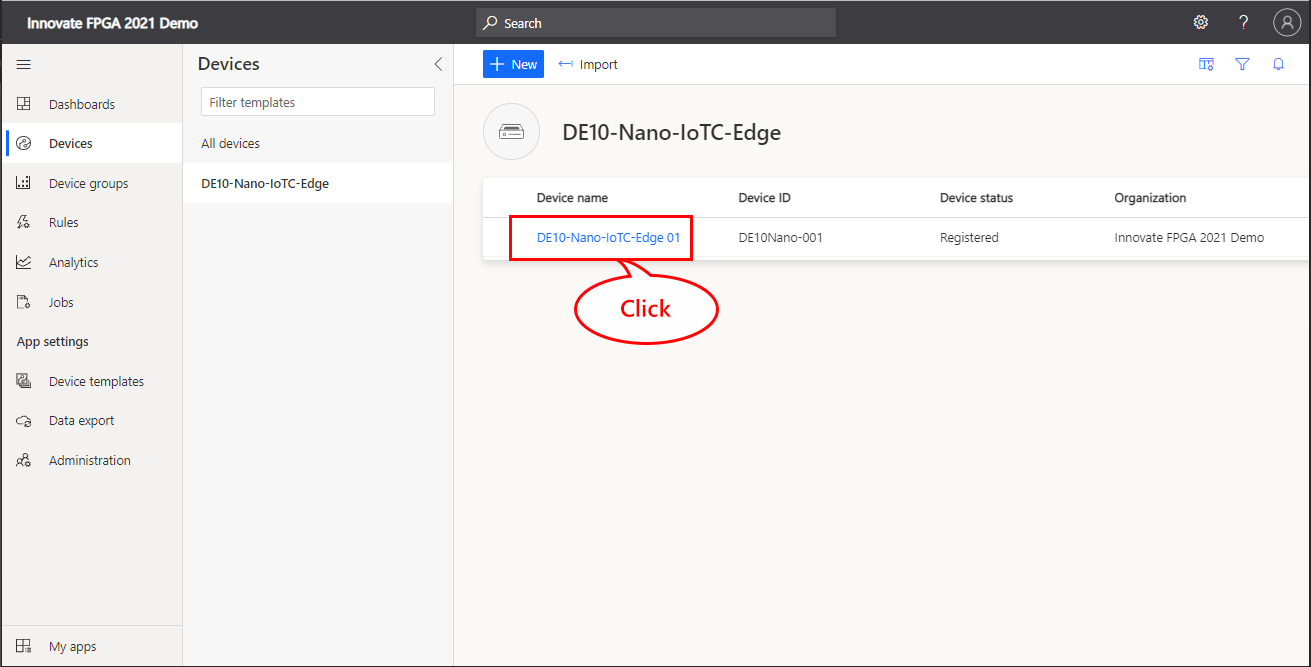 Innovate FPGA 2021 Demo
Search
?
Devices
New
Import
Filter templates
Dashboards
Devices
All devices
DE10-Nano-IoTC-Edge
Device groups
DE10-Nano-IoTC-Edge
Rules
Analytics
Jobs
App settings
Device templates
Data export
Administration
My apps
Device name Device ID Device status Organization
DE10-Nano-IoTC-Edge 01 DE10Nano-001 Registered Innovate FPGA 2021 Demo
Click